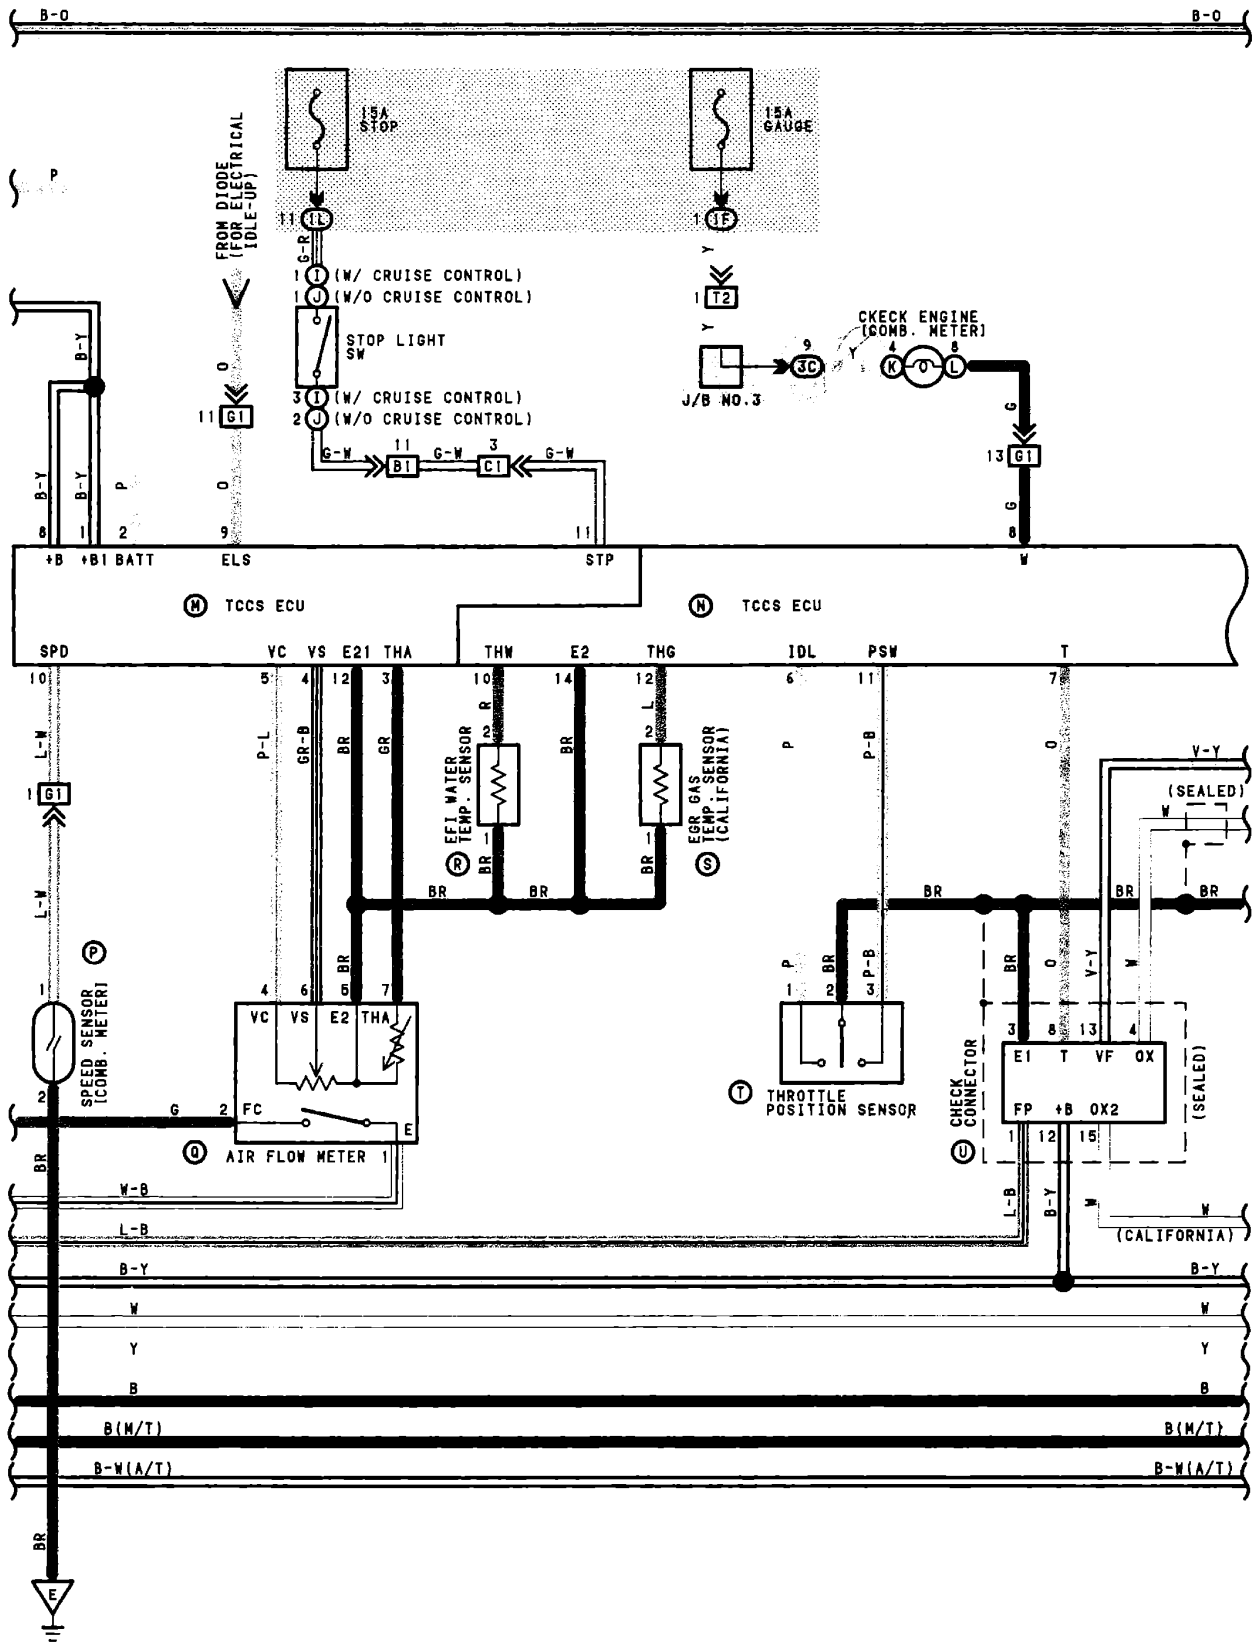 B-O B-O
15A
STOP
15A
GAUGE
FROM DIODE
(FOR ELECTRICAL
IDLE-UP)
P
11 1L
1 1F
G-R
Y
1 I (W/ CRUISE CONTROL)
1 J (W/O CRUISE CONTROL)
1 T2
STOP LIGHT
SW
CKECK ENGINE
(COMB. METER)
B-Y
O
Y
9
3C
Y
4
K
8
L
J/B NO.3
3 I (W/ CRUISE CONTROL)
2 J (W/O CRUISE CONTROL)
11 G1
G
G-W
11
B1
G-W
3
C1
G-W
13 G1
B-Y
B-Y
P
O
G
8 1 2 9 11 8
+B +B1 BATT ELS STP W
M TCCS ECU
N TCCS ECU
SPD VC VS E21 THA THW E2 THG IDL PSW T
10 5 4 12 3 10 14 12 6 11 7
L-W
P-L
GR-B
BR
GR
R
BR
L
P
P-B
O
2
2
EFI WATER
TEMP. SENSOR
EGR GAS
TEMP. SENSOR
(CALIFORNIA)
V-Y
(SEALED)
W
1 G1
1
BR
1
BR
R
S
L-W
BR BR
BR BR BR
P
BR
P
BR
P-B
BR
O
V-Y
W
1
4 6 5 7
1 2 3
SPEED SENSOR
(COMB. METER)
VC VS E2 THA
3 8 13 4
E1 T VF OX
2
G 2 FC
E
T THROTTLE
POSITION SENSOR
CHECK
CONNECTOR
FP +B OX2
(SEALED)
Q AIR FLOW METER 1
U
1 12 15
BR
W-B
L-B
B-Y
W
W
L-B
(CALIFORNIA)
B-Y B-Y
W W
Y Y
B B
B(M/T) B(M/T)
B-W(A/T) B-W(A/T)
BR
E